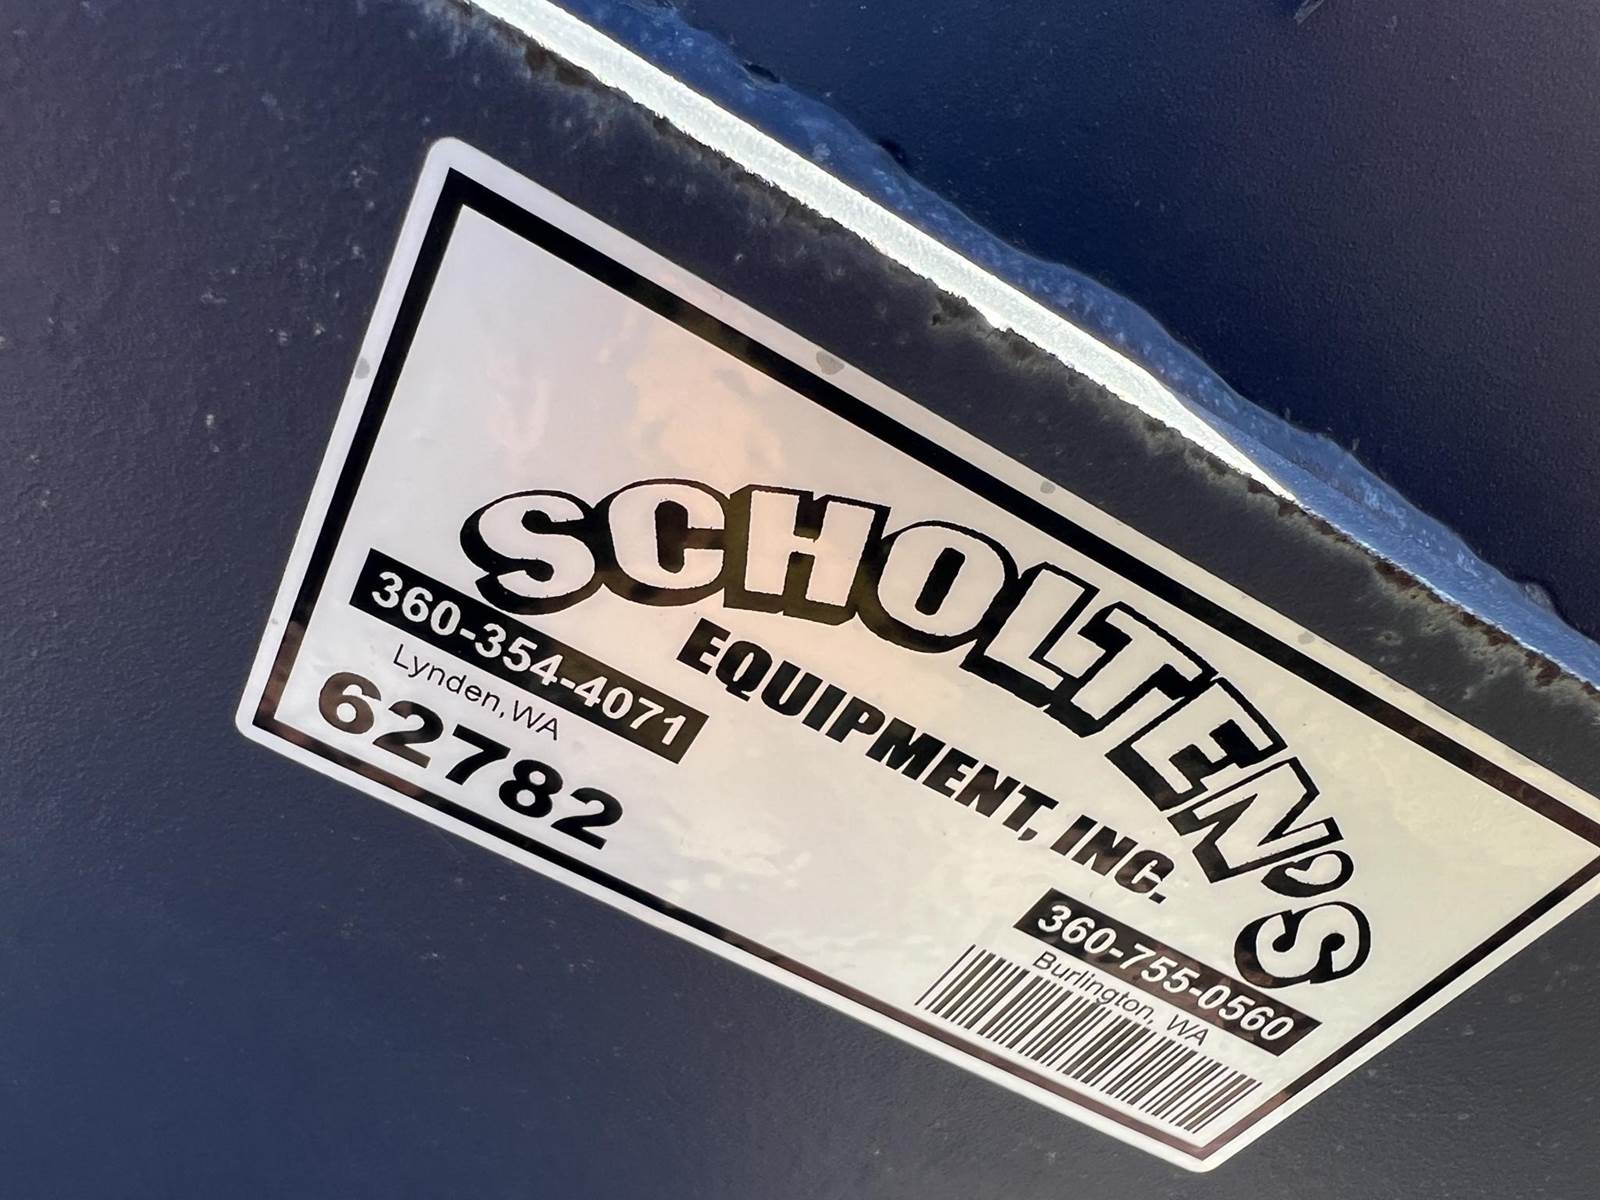 SCHOLTEN'S
EQUIPMENT, INC.
360-354-4071
Lynden, WA
62782
360-755-0560
Burlington, WA